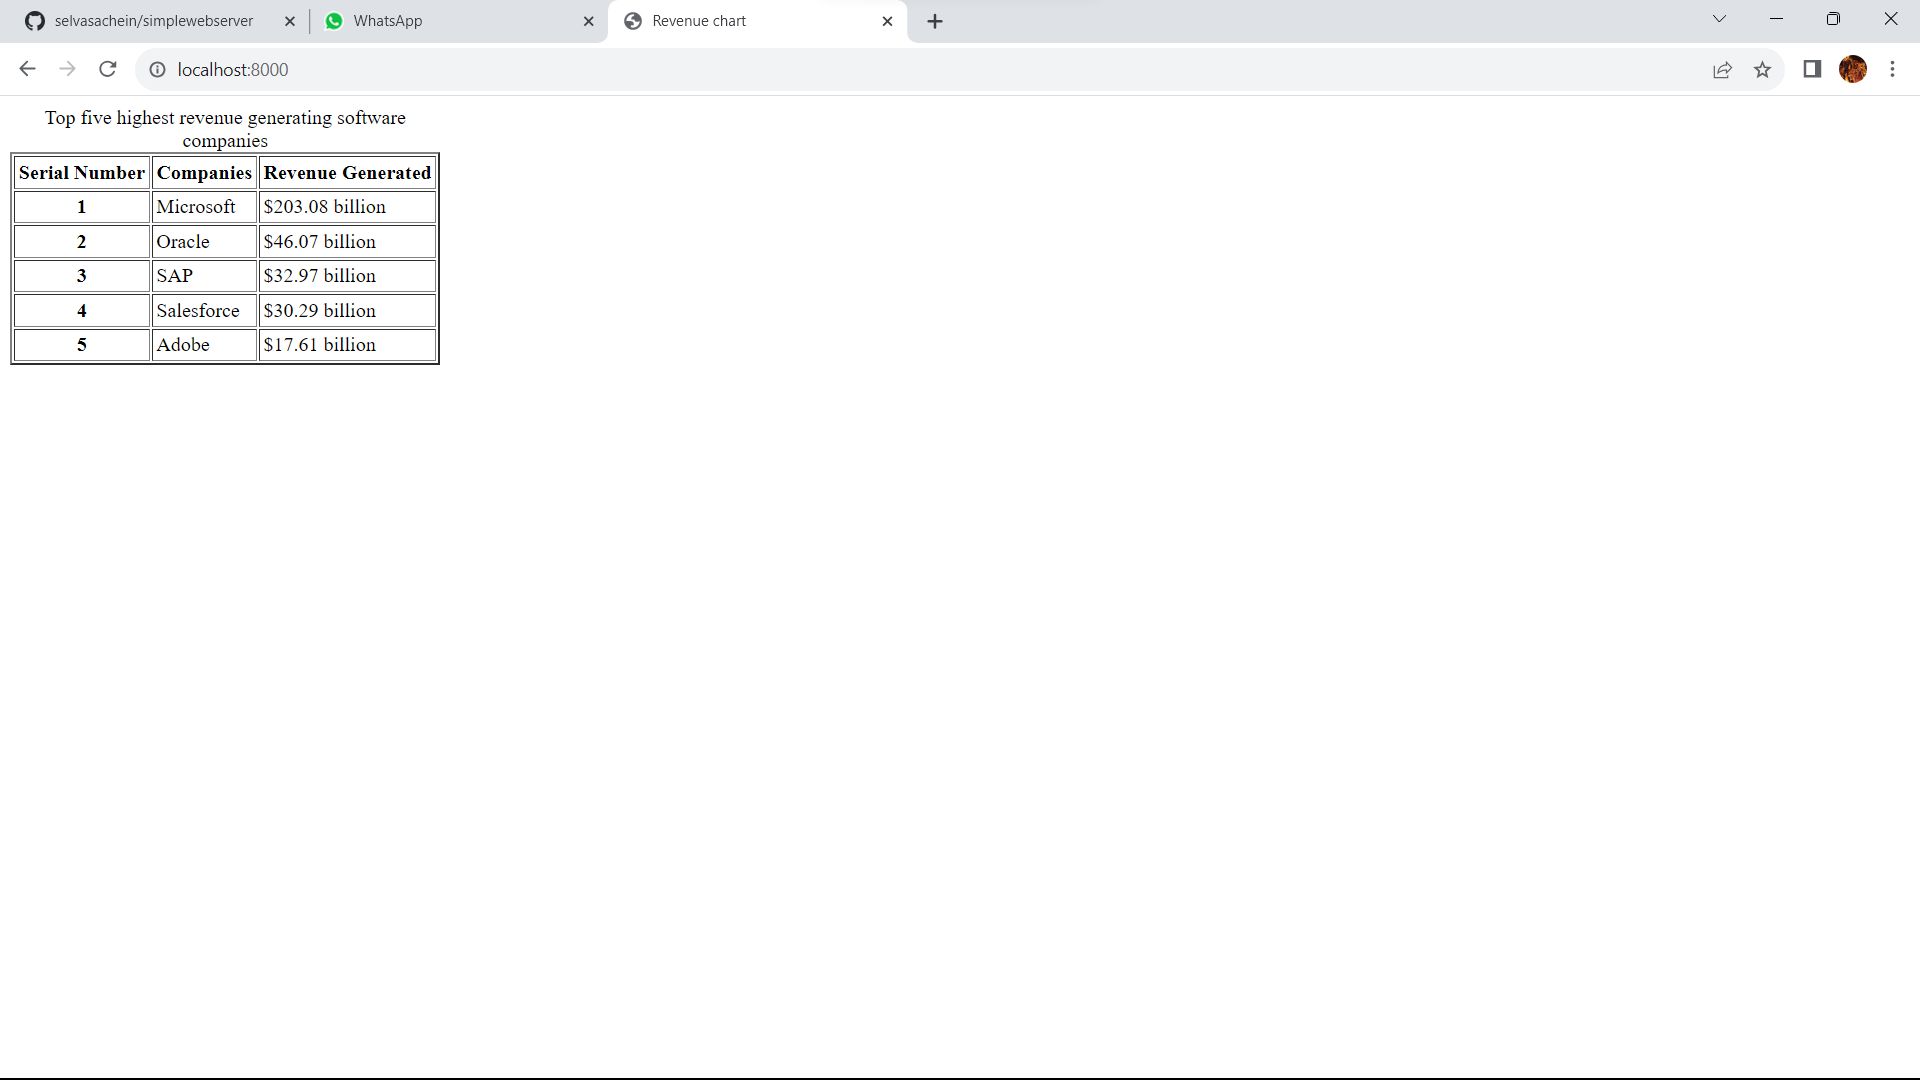 selvasachein/simplewebserver
WhatsApp
Revenue chart
localhost:8000
Top five highest revenue generating software
companies
Serial Number Companies Revenue Generated
1 Microsoft $203.08 billion
2 Oracle $46.07 billion
3 SAP $32.97 billion
4 Salesforce $30.29 billion
5 Adobe $17.61 billion